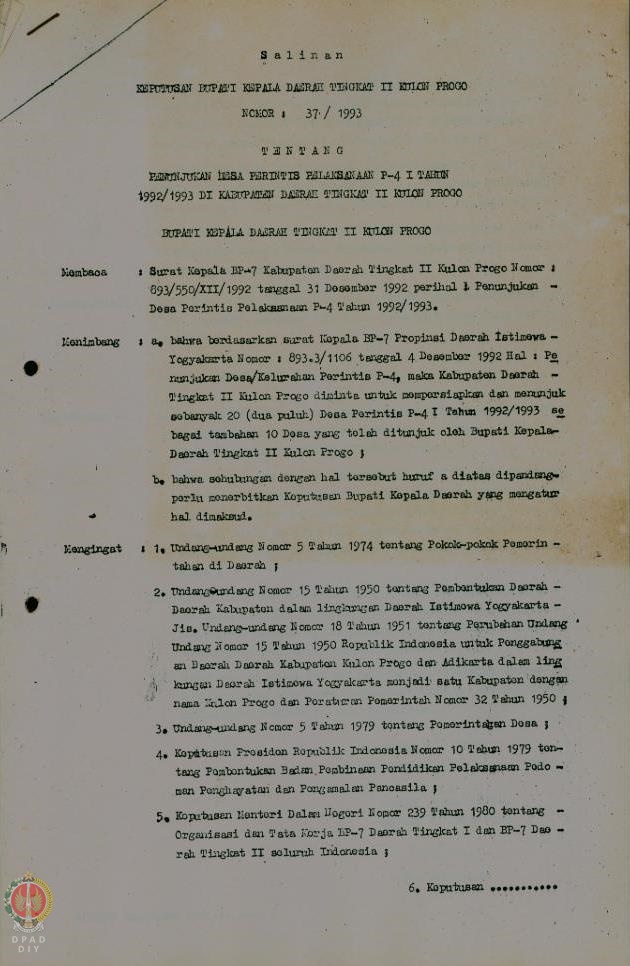 Salinan
KEPUTUSAN BUPATI KEPALA DAERAH TINGKAT II KULON PROGO
NOMOR : 37 / 1993
TENTANG
PENUNJUKAN DESA PERINTIS PELAKSANAAN P-4 I TAHUN
1992/1993 DI KABUPATEN DAERAH TINGKAT II KULON PROGO
BUPATI KEPALA DAERAH TINGKAT II KULON PROGO
Membaca : Surat Kepala BP-7 Kabupaten Daerah Tingkat II Kulon Progo Nomor :
893/550/XII/1992 tanggal 31 Desember 1992 perihal : Penunjukan -
Desa Perintis Pelaksanaan P-4 Tahun 1992/1993.
Menimbang : a. bahwa berdasarkan surat Kepala BP-7 Propinsi Daerah Istimewa -
Yogyakarta Nomor : 893.3/1106 tanggal 4 Desember 1992 Hal : Pe
nunjukan Desa/Kelurahan Perintis P-4, maka Kabupaten Daerah -
Tingkat II Kulon Progo diminta untuk mempersiapkan dan menunjuk
sebanyak 20 (dua puluh) Desa Perintis P-4 I Tahun 1992/1993 se
bagai tambahan 10 Desa yang telah ditunjuk oleh Bupati Kepala-
Daerah Tingkat II Kulon Progo ;
b. bahwa sehubungan dengan hal tersebut huruf a diatas dipandang-
perlu menerbitkan Keputusan Bupati Kepala Daerah yang mengatur
hal dimaksud.
Mengingat : 1. Undang-undang Nomor 5 Tahun 1974 tentang Pokok-pokok Pemerin -
tahan di Daerah ;
2. Undang-undang Nomor 15 Tahun 1950 tentang Pembentukan Daerah -
Daerah Kabupaten dalam lingkungan Daerah Istimewa Yogyakarta -
Jis. Undang-undang Nomor 18 Tahun 1951 tentang Perubahan Undang
Undang Nomor 15 Tahun 1950 Republik Indonesia untuk Penggabung
an Daerah Daerah Kabupaten Kulon Progo dan Adikarta dalam ling
kungan Daerah Istimewa Yogyakarta menjadi satu Kabupaten dengan
nama Kulon Progo dan Peraturan Pemerintah Nomor 32 Tahun 1950 ;
3. Undang-undang Nomor 5 Tahun 1979 tentang Pemerintahan Desa ;
4. Keputusan Presiden Republik Indonesia Nomor 10 Tahun 1979 ten-
tang Pembentukan Badan Pembinaan Pendidikan Pelaksanaan Pedo -
man Penghayatan dan Pengamalan Pancasila ;
5. Keputusan Menteri Dalam Negeri Nomor 239 Tahun 1980 tentang -
Organisasi dan Tata Kerja BP-7 Daerah Tingkat I dan BP-7 Dae -
rah Tingkat II seluruh Indonesia ;
6. Keputusan ...........
DPAD
DIY